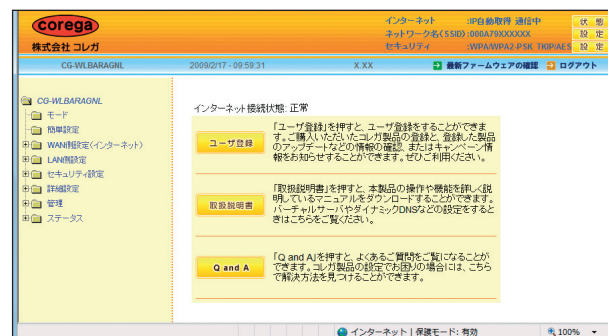 corega
株式会社 コレガ
インターネット :IP自動取得 通信中
状 態
ネットワーク名(SSID):000A79XXXXXX
設 定
セキュリティ :WPA/WPA2-PSK TKIP/AES
設 定
CG-WLBARAGNL
2009/2/17 - 09:59:31
X.XX
最新ファームウェアの確認
ログアウト
CG-WLBARAGNL
モード
簡単設定
WAN側設定(インターネット)
LAN側設定
セキュリティ設定
詳細設定
管理
ステータス
インターネット接続状態: 正常
ユーザ登録
「ユーザ登録」を押すと、ユーザ登録をすることができま
す。ご購入いただいたコレガ製品の登録と、登録した製品
のアップデートなどの情報の確認、またはキャンペーン情
報をお知らせすることができます。ぜひご利用ください。
取扱説明書
「取扱説明書」を押すと、本製品の操作や機能を詳しく説
明しているマニュアルをダウンロードすることができます。
バーチャルサーバやダイナミックDNSなどの設定をすると
きはこちらをご覧ください。
Q and A
「Q and A」を押すと、よくあるご質問をご覧になることが
できます。コレガ製品の設定でお困りの場合には、こちら
で解決方法を見つけることができます。
インターネット | 保護モード: 有効
100%